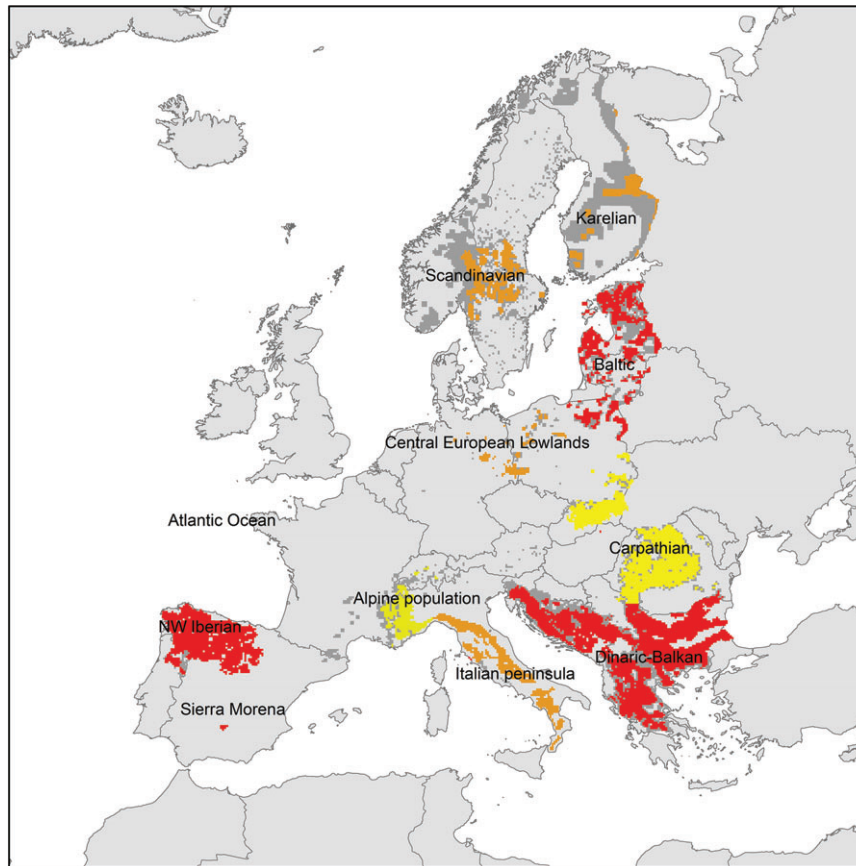 Karelian
Scandinavian
Baltic
Central European Lowlands
Atlantic Ocean
Carpathian
Alpine population
NW Iberian
Dinaric-Balkan
Italian peninsula
Sierra Morena